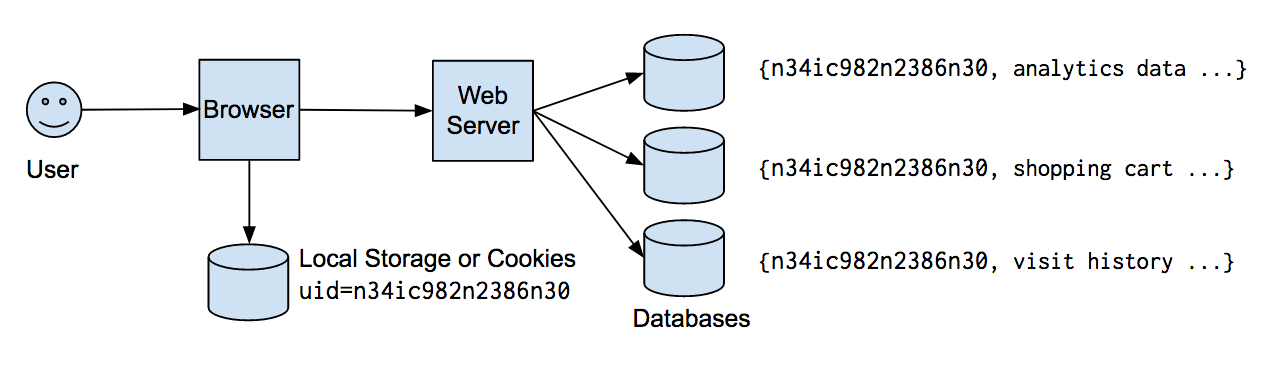 User
Browser
Web
Server
Local Storage or Cookies
uid=n34ic982n2386n30
{n34ic982n2386n30, analytics data ...}
{n34ic982n2386n30, shopping cart ...}
{n34ic982n2386n30, visit history ...}
Databases